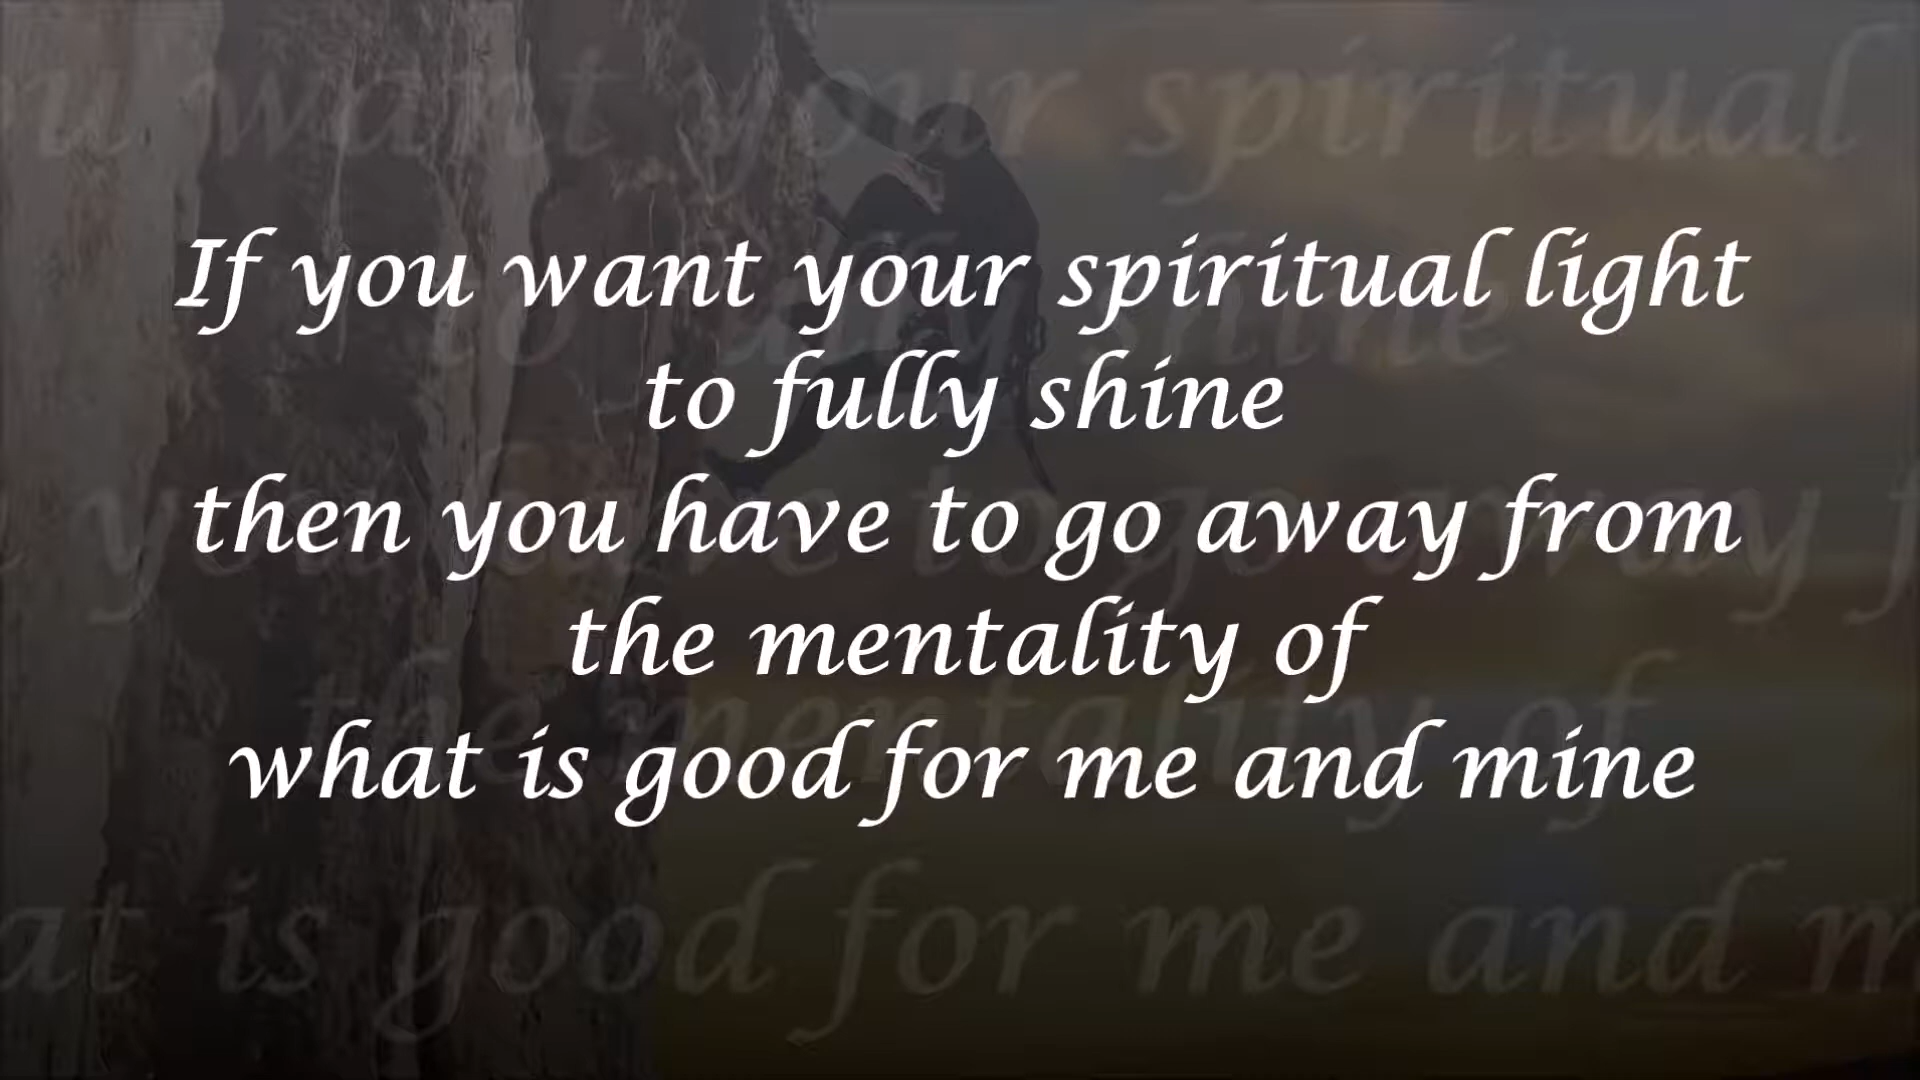 If you want your spiritual light
to fully shine
then you have to go away from
the mentality of
what is good for me and mine